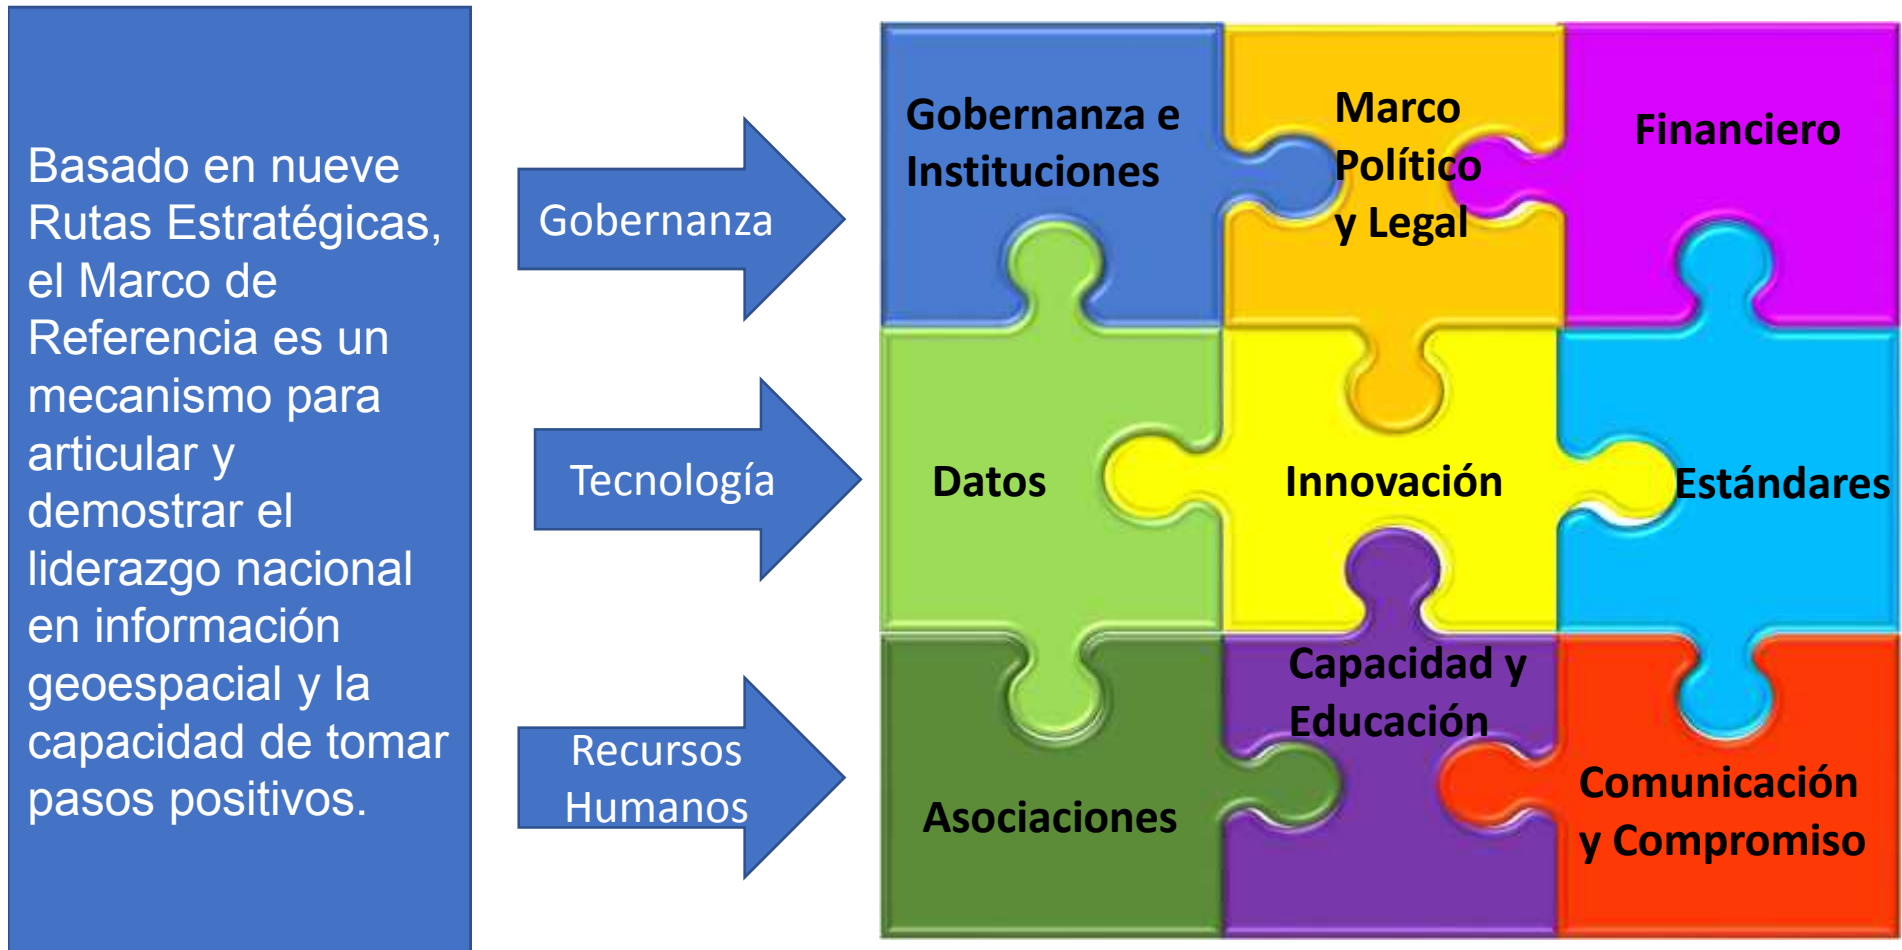 Basado en nueve
Rutas Estratégicas,
el Marco de
Referencia es un
mecanismo para
articular y
demostrar el
liderazgo nacional
en información
geoespacial y la
capacidad de tomar
pasos positivos.
Gobernanza
Tecnología
Recursos
Humanos
Gobernanza e
Instituciones
Marco
Político
y Legal
Financiero
Datos
Innovación
Estándares
Asociaciones
Capacidad y
Educación
Comunicación
y Compromiso